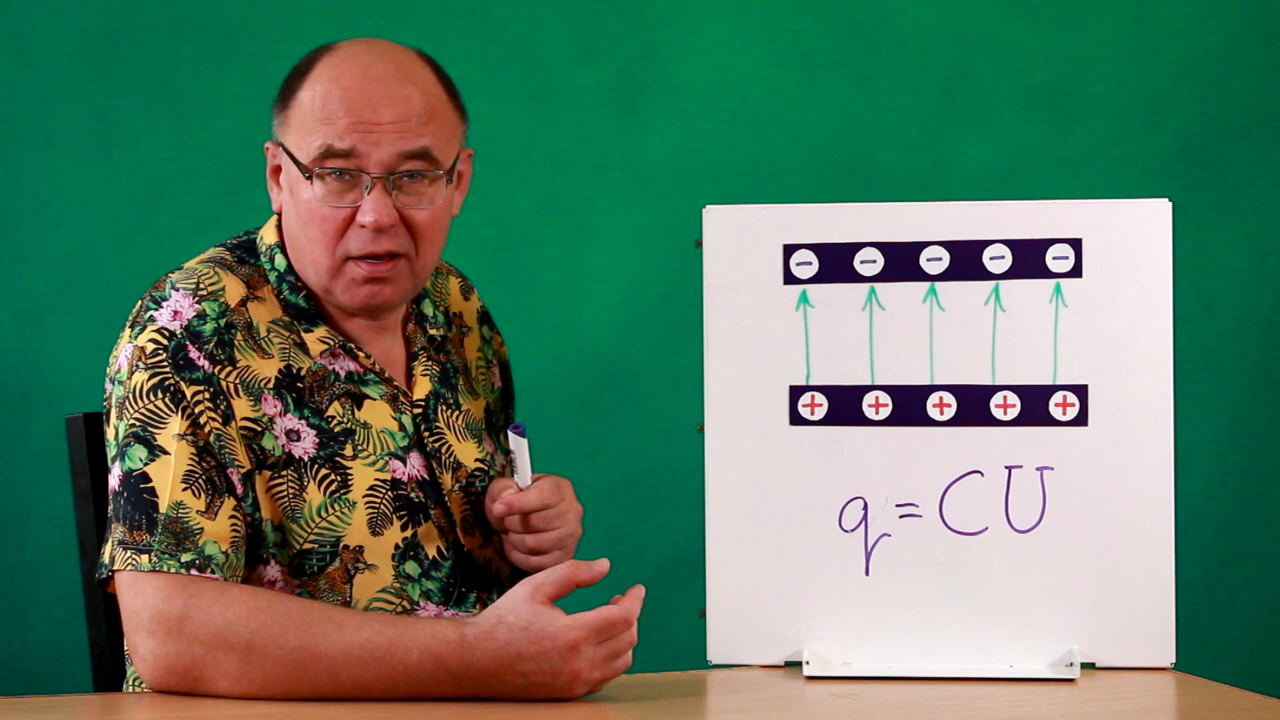 - - - - -
+ + + + +
q = CU